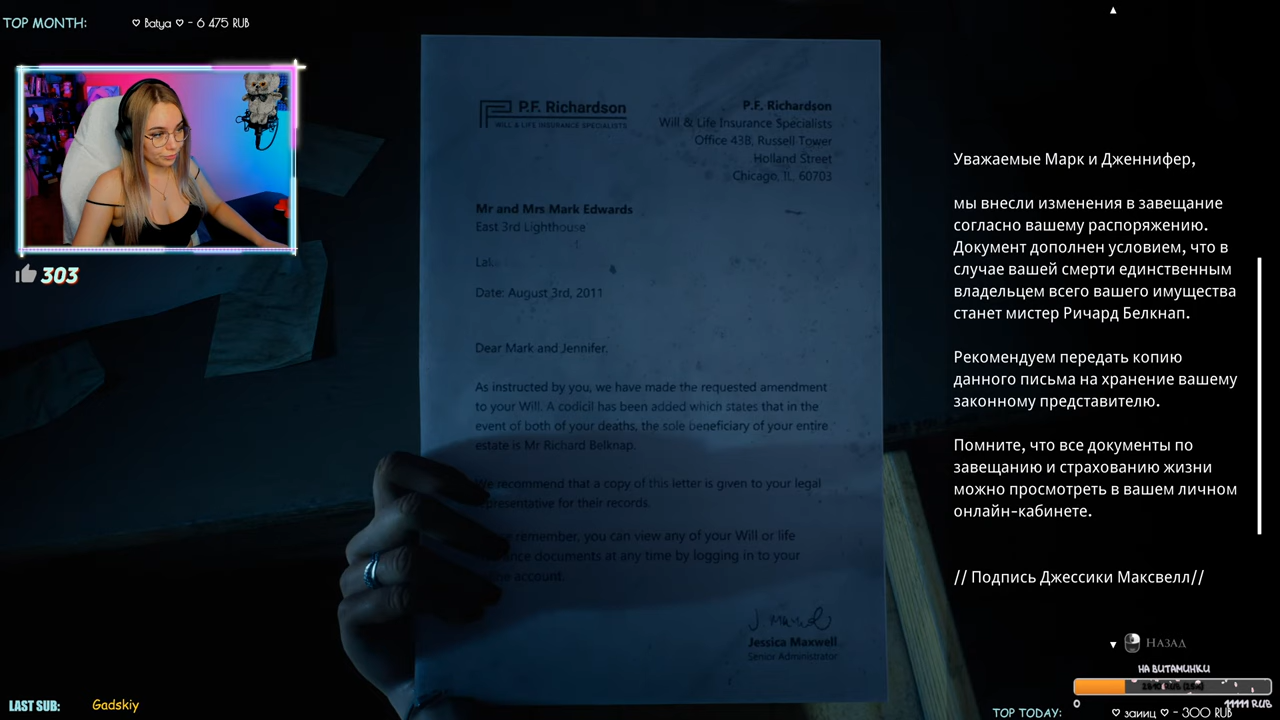 TOP MONTH:
♡ Batya ♡ - 6 475 RUB
303
P.F. Richardson
WILL & LIFE INSURANCE SPECIALISTS
P.F. Richardson
Will & Life Insurance Specialists
Office 43B, Russell Tower
Holland Street
Chicago, IL, 60703
Mr and Mrs Mark Edwards
East 3rd Lighthouse
Date: August 3rd, 2011
Dear Mark and Jennifer.
As instructed by you, we have made the requested amendment
to your Will. A codicil has been added which states that in the
event of both of your deaths, the sole beneficiary of your entire
estate is Mr Richard Belknap.
We recommend that a copy of this letter is given to your legal
for their records.
remember, you can view any of your Will or life
documents at any time by logging in to your
account.
Jessica Maxwell
Senior Administrator
Уважаемые Марк и Дженнифер,
мы внесли изменения в завещание
согласно вашему распоряжению.
Документ дополнен условием, что в
случае вашей смерти единственным
владельцем всего вашего имущества
станет мистер Ричард Белкнап.
Рекомендуем передать копию
данного письма на хранение вашему
законному представителю.
Помните, что все документы по
завещанию и страхованию жизни
можно просмотреть в вашем личном
онлайн-кабинете.
// Подпись Джессики Максвелл//
НАЗАД
НА ВИТАМИНКИ
0
11111 RUB
LAST SUB:
Gadskiy
TOP TODAY:
♡ зайиц ♡ - 300 RUB